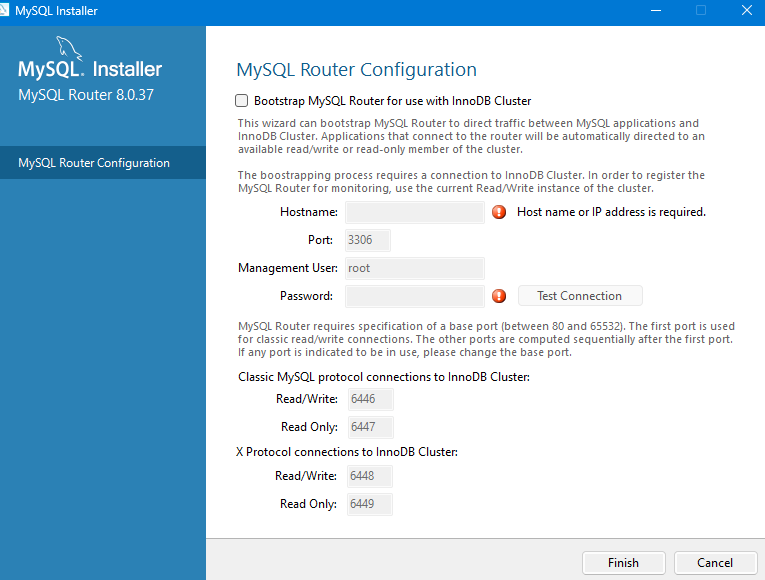 MySQL Installer
MySQL. Installer
MySQL Router 8.0.37
MySQL Router Configuration
MySQL Router Configuration
Bootstrap MySQL Router for use with InnoDB Cluster
This wizard can bootstrap MySQL Router to direct traffic between MySQL applications and
InnoDB Cluster. Applications that connect to the router will be automatically directed to an
available read/write or read-only member of the cluster.
The boostrapping process requires a connection to InnoDB Cluster. In order to register the
MySQL Router for monitoring, use the current Read/Write instance of the cluster.
Hostname: Host name or IP address is required.
Port: 3306
Management User: root
Password: Test Connection
MySQL Router requires specification of a base port (between 80 and 65532). The first port is used
for classic read/write connections. The other ports are computed sequentially after the first port.
If any port is indicated to be in use, please change the base port.
Classic MySQL protocol connections to InnoDB Cluster:
Read/Write: 6446
Read Only: 6447
X Protocol connections to InnoDB Cluster:
Read/Write: 6448
Read Only: 6449
Finish Cancel